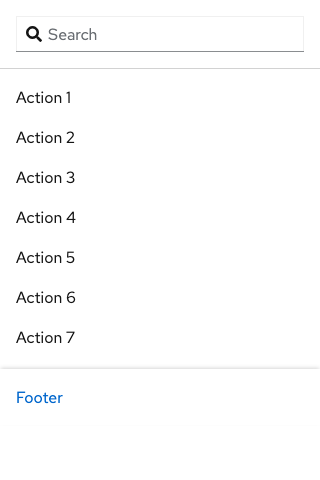 Search
Action 1
Action 2
Action 3
Action 4
Action 5
Action 6
Action 7
Footer